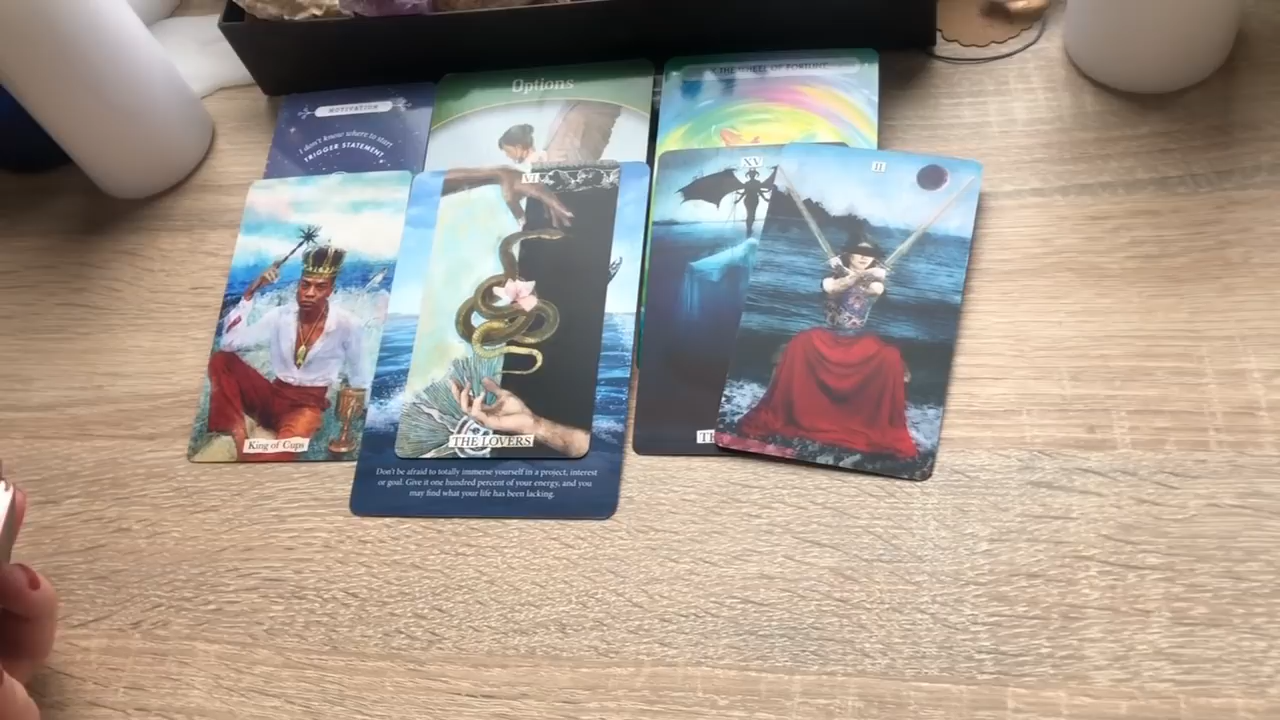 Options
THE WHEEL OF FORTUNE
MOTIVATION
I don't know where to start
TRIGGER STATEMENT
VI
XV
II
King of Cups
THE LOVERS
Don't be afraid to totally immerse yourself in a project, interest
or goal. Give it one hundred percent of your energy, and you
may find what your life has been lacking.